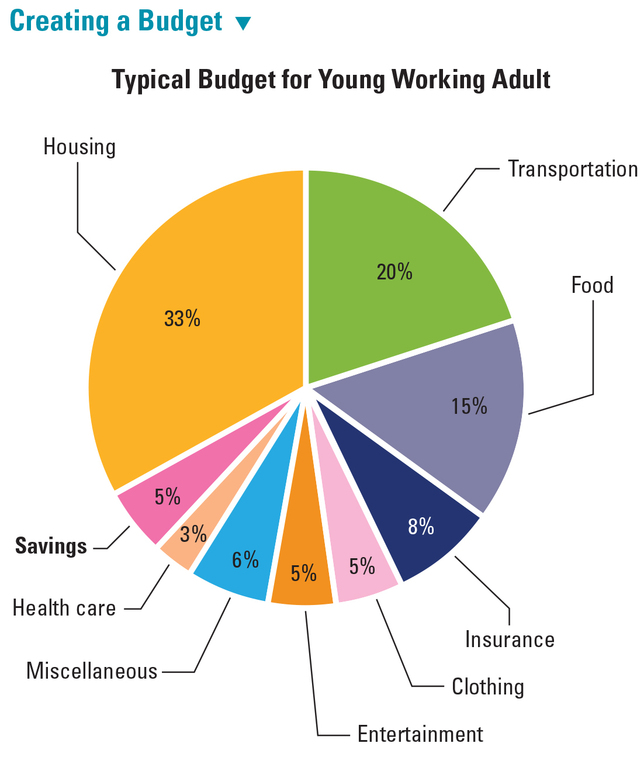 Creating a Budget ▼
Typical Budget for Young Working Adult
Housing
Transportation
20%
Food
33%
15%
5%
8%
3%
6%
5%
5%
Savings
Health care
Insurance
Miscellaneous
Clothing
Entertainment